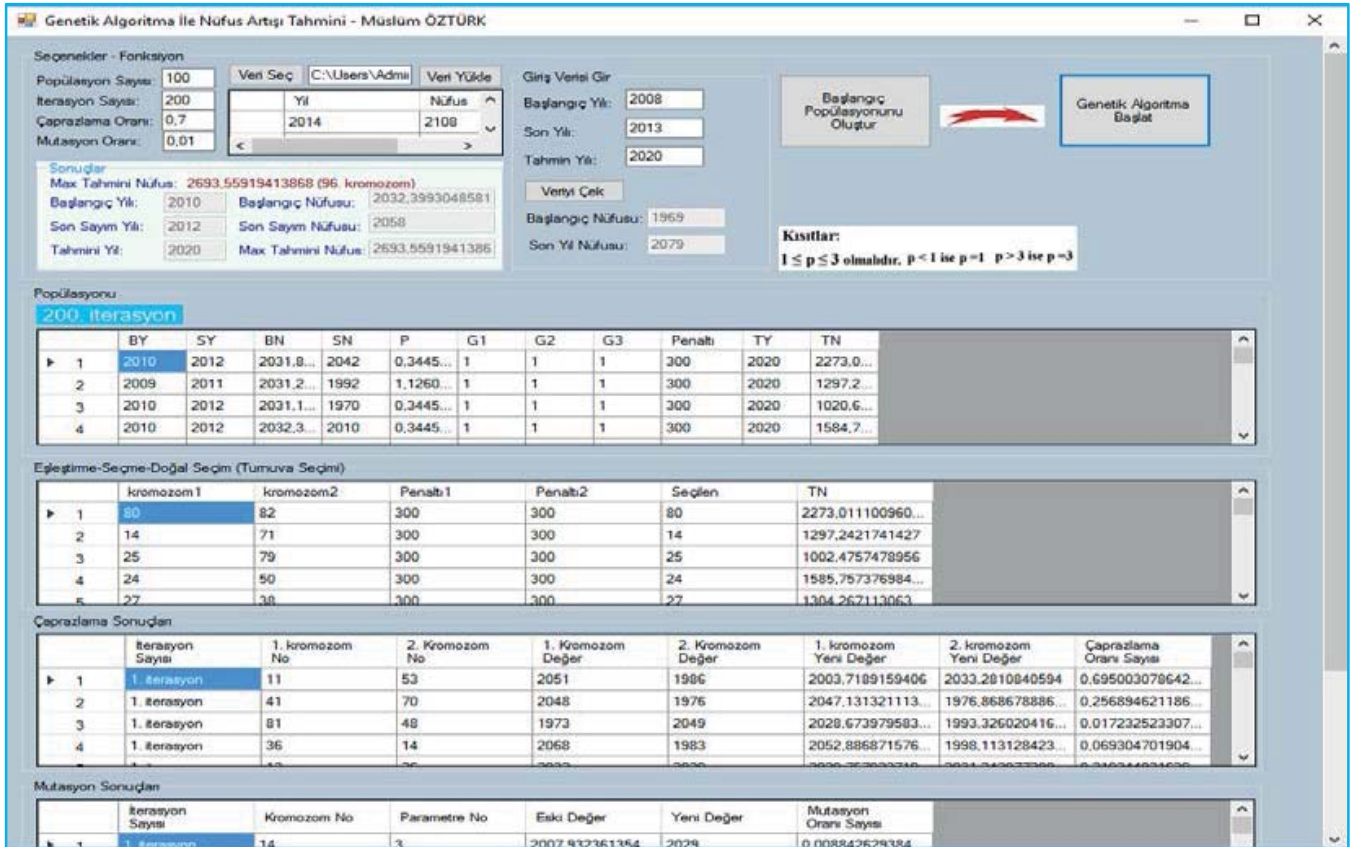 Genetik Algoritma İle Nüfus Artışı Tahmini - Müslüm ÖZTÜRK
Seçenekler - Fonksiyon
Popülasyon Sayısı: 100
İterasyon Sayısı: 200
Çaprazlama Oranı: 0,7
Mutasyon Oranı: 0,01
Veri Seç C:\Users\Admii Veri Yükle
Yıl Nüfus
2014 2108
Giriş Verisi Gir
Başlangıç Yılı: 2008
Son Yılı: 2013
Tahmin Yılı: 2020
Veriyi Çek
Başlangıç Nüfusu: 1969
Son Yıl Nüfusu: 2079
Başlangıç Popülasyonunu Oluştur
Genetik Algoritma Başlat
Kısıtlar:
1 ≤ p ≤ 3 olmalıdır, p < 1 ise p =1 p > 3 ise p =3
Sonuçlar
Max Tahmini Nüfus: 2693,55919413868 (96. kromozom)
Başlangıç Yılı: 2010 Başlangıç Nüfusu: 2032,3993048581
Son Sayım Yılı: 2012 Son Sayım Nüfusu: 2058
Tahmini Yıl: 2020 Max Tahmini Nüfus: 2693,5591941386
Popülasyonu
200. iterasyon
BY SY BN SN P G1 G2 G3 Penaltı TY TN
1 2010 2012 2031,8... 2042 0,3445... 1 1 1 300 2020 2273,0...
2 2009 2011 2031,2... 1992 1,1260... 1 1 1 300 2020 1297,2...
3 2010 2012 2031,1... 1970 0,3445... 1 1 1 300 2020 1020,6...
4 2010 2012 2032,3... 2010 0,3445... 1 1 1 300 2020 1584,7...
Eşleştirme-Seçme-Doğal Seçim (Turnuva Seçimi)
kromozom1 kromozom2 Penaltı1 Penaltı2 Seçilen TN
1 80 82 300 300 80 2273,011100960...
2 14 71 300 300 14 1297,2421741427
3 25 79 300 300 25 1002,4757478956
4 24 50 300 300 24 1585,757376984...
5 27 38 300 300 27 1304,267113063
Çaprazlama Sonuçları
İterasyon Sayısı 1. kromozom No 2. Kromozom No 1. Kromozom Değer 2. Kromozom Değer 1. kromozom Yeni Değer 2. kromozom Yeni Değer Çaprazlama Oranı Sayısı
1 1. iterasyon 11 53 2051 1986 2003,7189159406 2033,2810840594 0,695003078642...
2 1. iterasyon 41 70 2048 1976 2047,131321113... 1976,868678886... 0,256894621186...
3 1. iterasyon 81 48 1973 2049 2028,673979583... 1993,326020416... 0,017232523307...
4 1. iterasyon 36 14 2068 1983 2052,886871576... 1998,113128423... 0,069304701904...
Mutasyon Sonuçları
İterasyon Sayısı Kromozom No Parametre No Eski Değer Yeni Değer Mutasyon Oranı Sayısı
1 1. iterasyon 14 3 2007,932361354 2029 0,008842629384